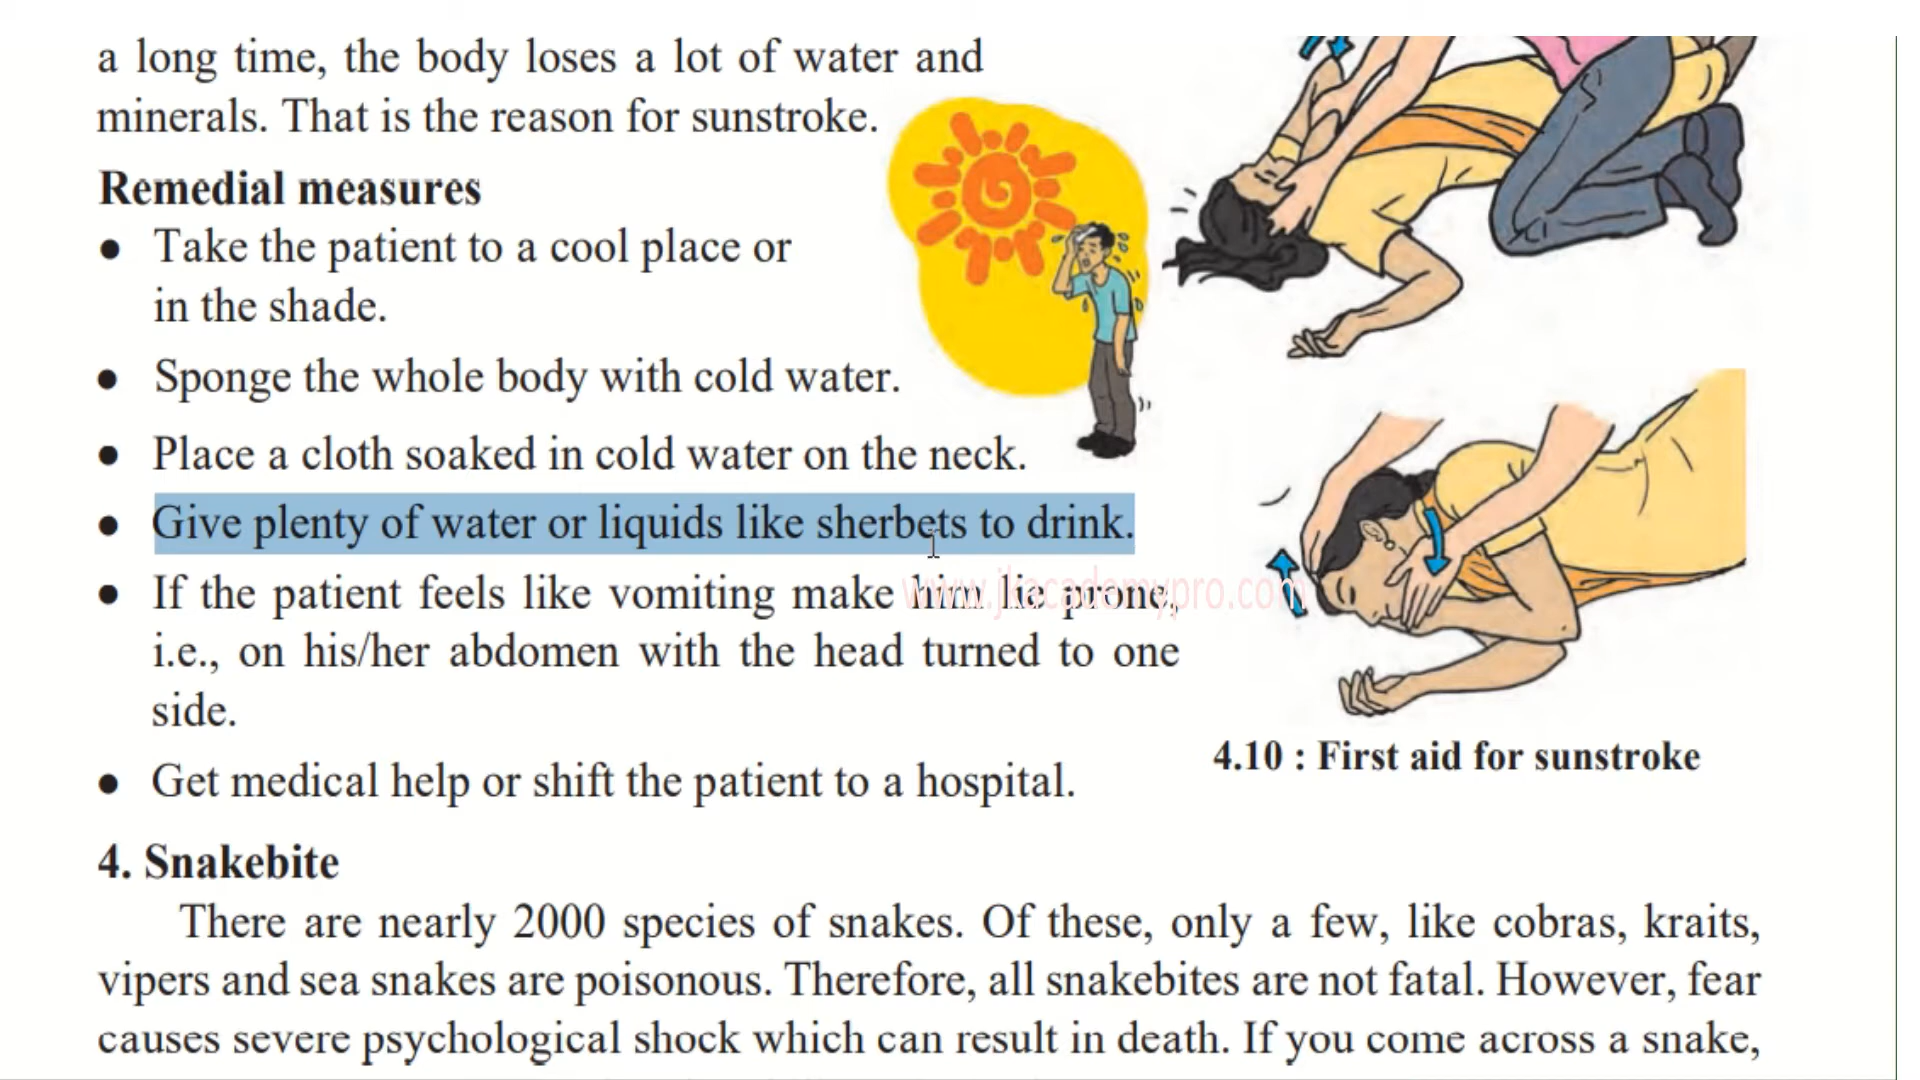 a long time, the body loses a lot of water and
minerals. That is the reason for sunstroke.
Remedial measures
● Take the patient to a cool place or
in the shade.
● Sponge the whole body with cold water.
● Place a cloth soaked in cold water on the neck.
● Give plenty of water or liquids like sherbets to drink.
● If the patient feels like vomiting make him lie prone,
i.e., on his/her abdomen with the head turned to one
side.
● Get medical help or shift the patient to a hospital.
www.jkacademypro.com
4.10 : First aid for sunstroke
4. Snakebite
There are nearly 2000 species of snakes. Of these, only a few, like cobras, kraits,
vipers and sea snakes are poisonous. Therefore, all snakebites are not fatal. However, fear
causes severe psychological shock which can result in death. If you come across a snake,